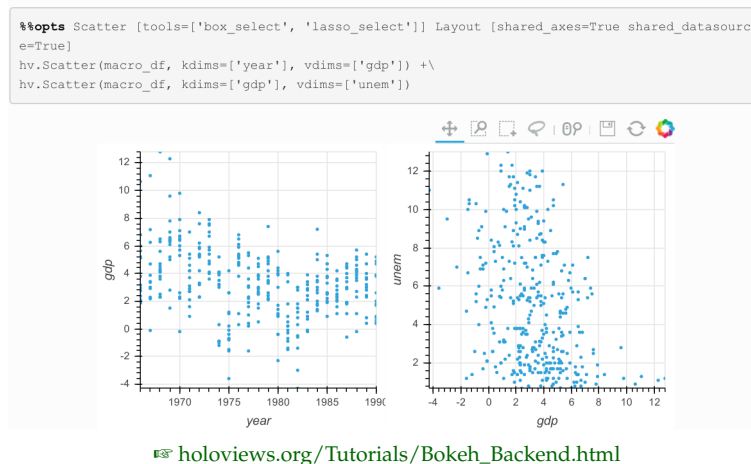 %%opts Scatter [tools=['box_select', 'lasso_select']] Layout [shared_axes=True shared_datasourc
e=True]
hv.Scatter(macro_df, kdims=['year'], vdims=['gdp']) +\
hv.Scatter(macro_df, kdims=['gdp'], vdims=['unem'])
12
10
8
6
4
2
0
-2
-4
gdp
1970 1975 1980 1985 1990
year
12
10
8
6
4
2
unem
-4 -2 0 2 4 6 8 10 12
gdp
☞ holoviews.org/Tutorials/Bokeh_Backend.html